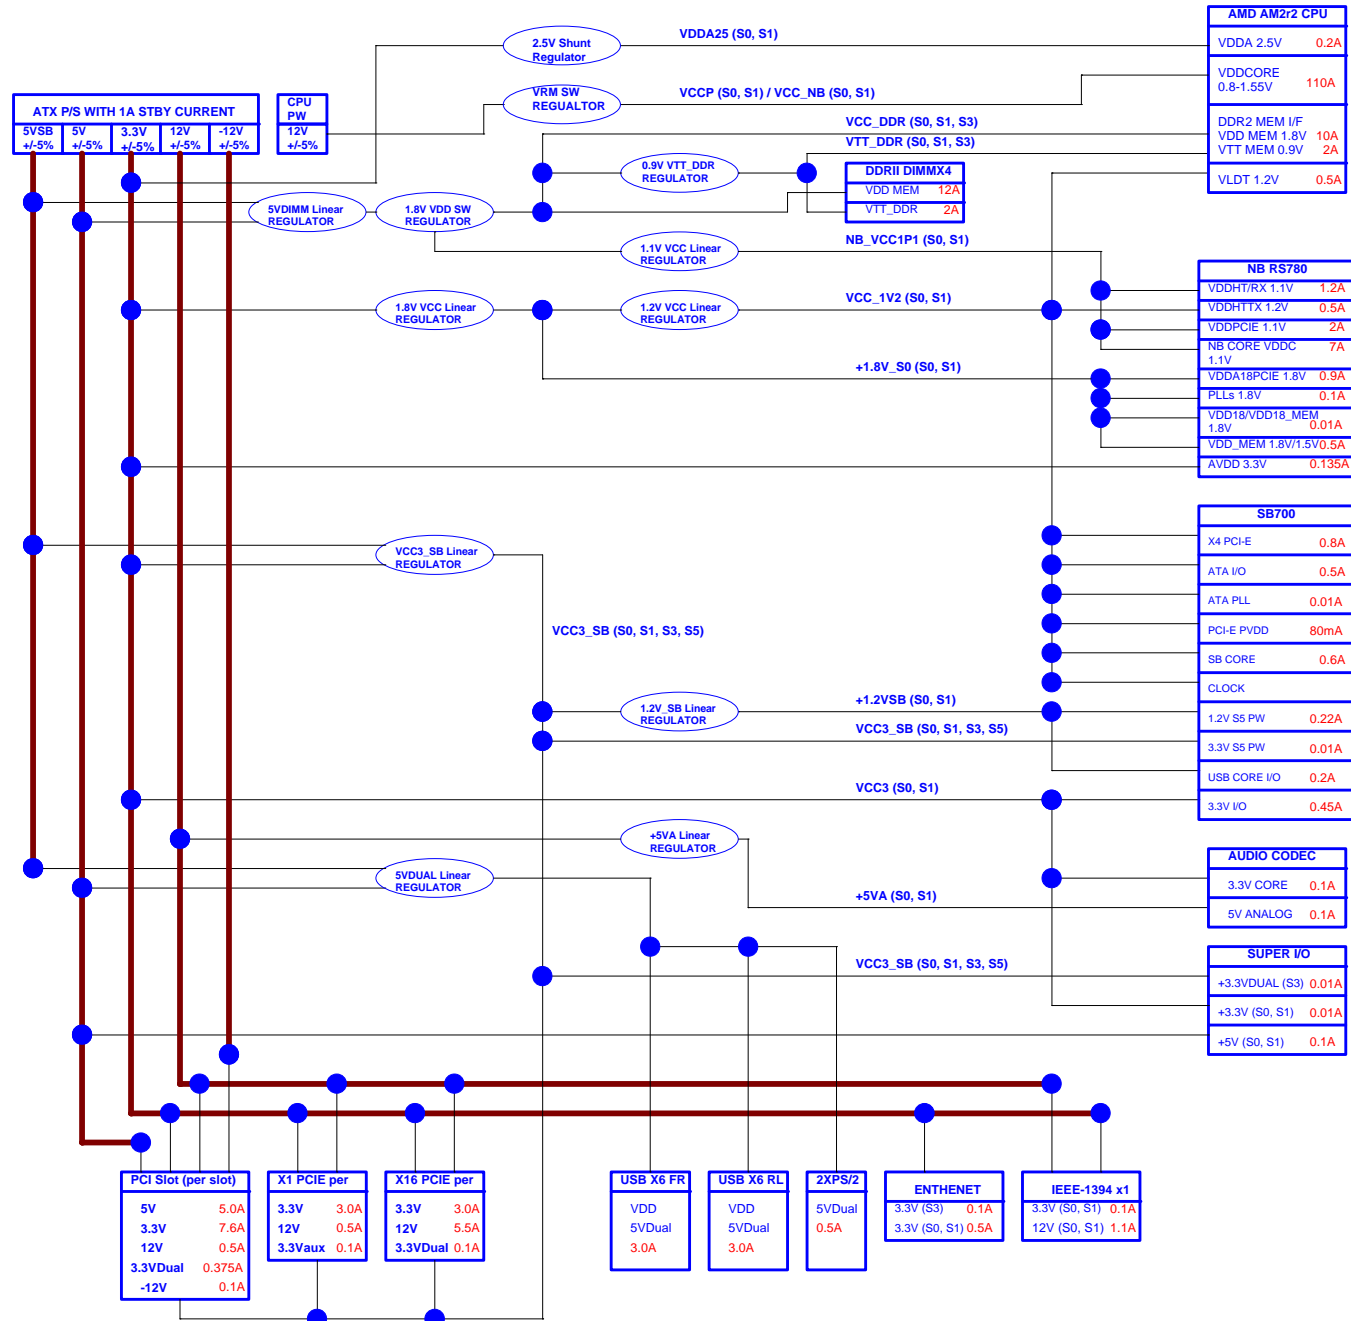 AMD AM2r2 CPU
VDDA 2.5V 0.2A
VDDCORE
0.8-1.55V 110A
DDR2 MEM I/F
VDD MEM 1.8V 10A
VTT MEM 0.9V 2A
VLDT 1.2V 0.5A
2.5V Shunt
Regulator
VDDA25 (S0, S1)
VRM SW
REGUALTOR
VCCP (S0, S1) / VCC_NB (S0, S1)
ATX P/S WITH 1A STBY CURRENT
5VSB
+/-5%
5V
+/-5%
3.3V
+/-5%
12V
+/-5%
-12V
+/-5%
CPU
PW
12V
+/-5%
VCC_DDR (S0, S1, S3)
VTT_DDR (S0, S1, S3)
0.9V VTT_DDR
REGULATOR
DDRII DIMMX4
VDD MEM 12A
VTT_DDR 2A
5VDIMM Linear
REGULATOR
1.8V VDD SW
REGULATOR
1.1V VCC Linear
REGULATOR
NB_VCC1P1 (S0, S1)
NB RS780
VDDHT/RX 1.1V 1.2A
VDDHTTX 1.2V 0.5A
VDDPCIE 1.1V 2A
NB CORE VDDC 7A
1.1V
VDDA18PCIE 1.8V 0.9A
PLLs 1.8V 0.1A
VDD18/VDD18_MEM
1.8V 0.01A
VDD_MEM 1.8V/1.5V 0.5A
AVDD 3.3V 0.135A
1.8V VCC Linear
REGULATOR
1.2V VCC Linear
REGULATOR
VCC_1V2 (S0, S1)
+1.8V_S0 (S0, S1)
SB700
X4 PCI-E 0.8A
ATA I/O 0.5A
ATA PLL 0.01A
PCI-E PVDD 80mA
SB CORE 0.6A
CLOCK
1.2V S5 PW 0.22A
3.3V S5 PW 0.01A
USB CORE I/O 0.2A
3.3V I/O 0.45A
VCC3_SB Linear
REGULATOR
VCC3_SB (S0, S1, S3, S5)
1.2V_SB Linear
REGULATOR
+1.2VSB (S0, S1)
VCC3_SB (S0, S1, S3, S5)
VCC3 (S0, S1)
+5VA Linear
REGULATOR
5VDUAL Linear
REGULATOR
+5VA (S0, S1)
AUDIO CODEC
3.3V CORE 0.1A
5V ANALOG 0.1A
VCC3_SB (S0, S1, S3, S5)
SUPER I/O
+3.3VDUAL (S3) 0.01A
+3.3V (S0, S1) 0.01A
+5V (S0, S1) 0.1A
PCI Slot (per slot)
5V 5.0A
3.3V 7.6A
12V 0.5A
3.3VDual 0.375A
-12V 0.1A
X1 PCIE per
3.3V 3.0A
12V 0.5A
3.3Vaux 0.1A
X16 PCIE per
3.3V 3.0A
12V 5.5A
3.3VDual 0.1A
USB X6 FR
VDD
5VDual
3.0A
USB X6 RL
VDD
5VDual
3.0A
2XPS/2
5VDual
0.5A
ENTHENET
3.3V (S3) 0.1A
3.3V (S0, S1) 0.5A
IEEE-1394 x1
3.3V (S0, S1) 0.1A
12V (S0, S1) 1.1A